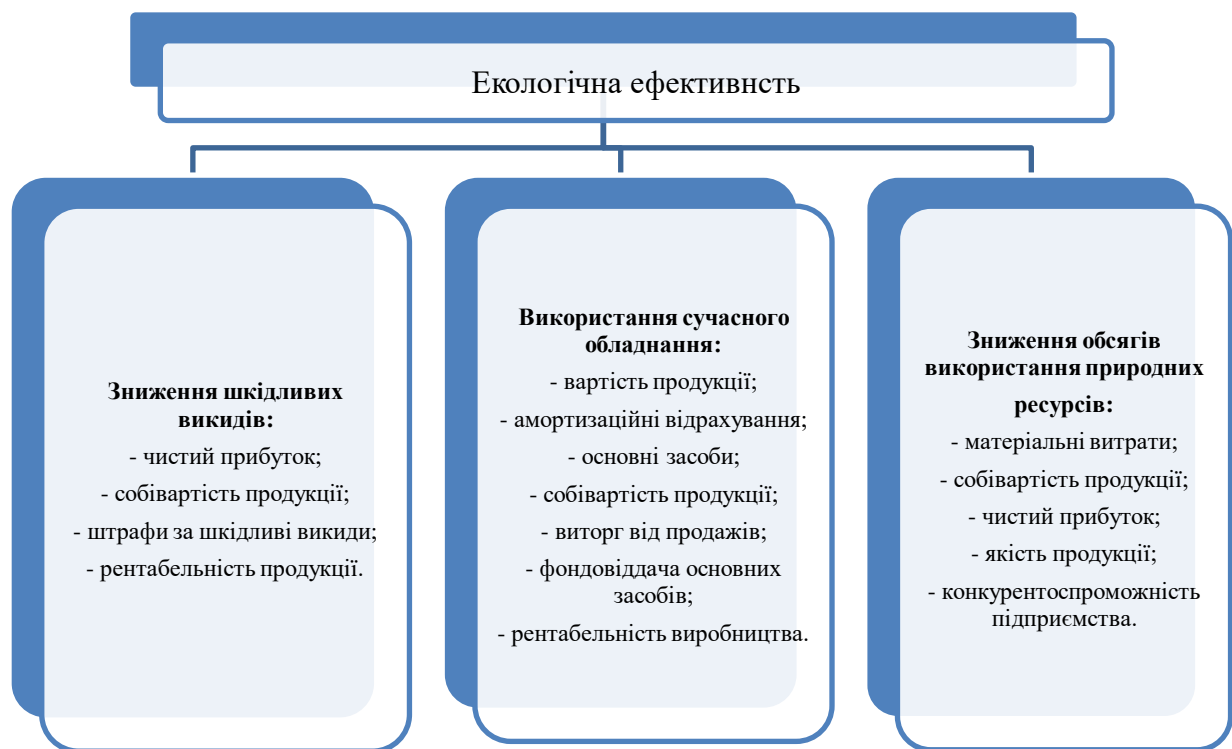 Екологічна ефективнсть
Зниження шкідливих
викидів:
- чистий прибуток;
- собівартість продукції;
- штрафи за шкідливі викиди;
- рентабельність продукції.
Використання сучасного
обладнання:
- вартість продукції;
- амортизаційні відрахування;
- основні засоби;
- собівартість продукції;
- виторг від продажів;
- фондовіддача основних
засобів;
- рентабельність виробництва.
Зниження обсягів
використання природних
ресурсів:
- матеріальні витрати;
- собівартість продукції;
- чистий прибуток;
- якість продукції;
- конкурентоспроможність
підприємства.